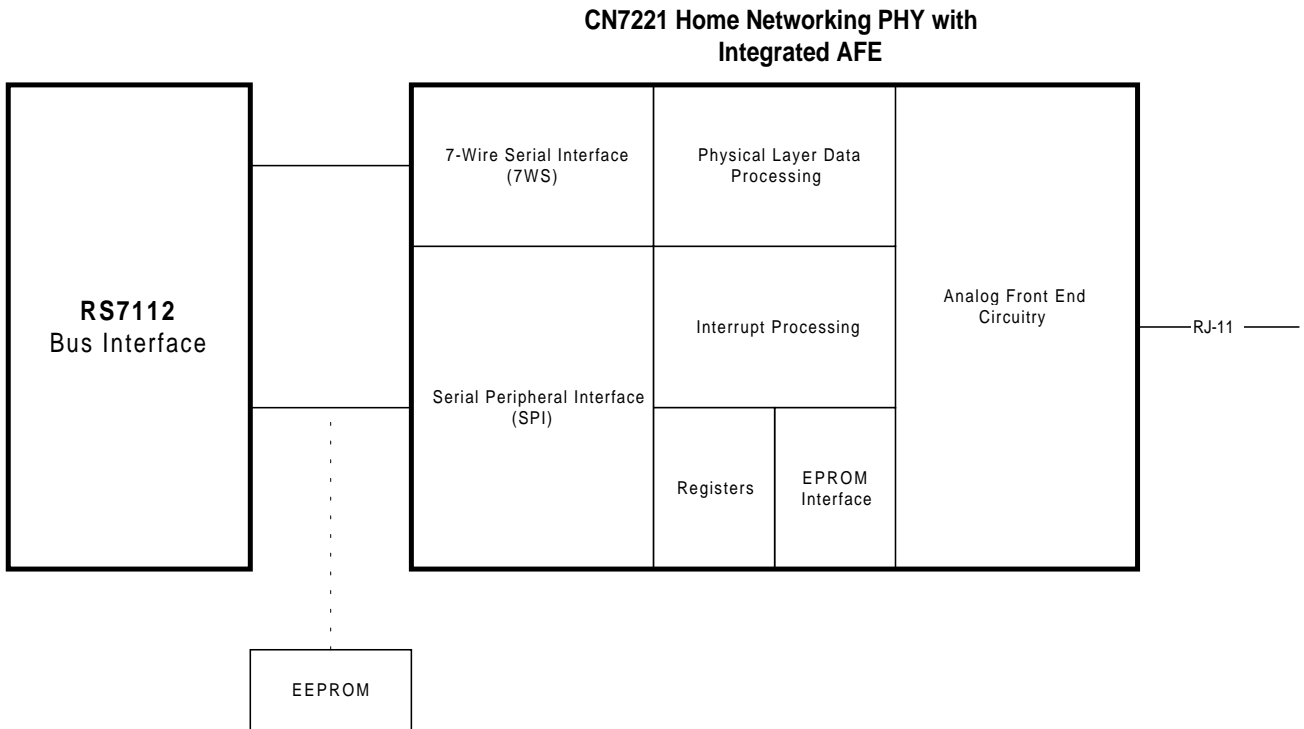 CN7221 Home Networking PHY with
Integrated AFE
7-Wire Serial Interface
(7WS)
Physical Layer Data
Processing
RS7112
Bus Interface
Analog Front End
Circuitry
Interrupt Processing
RJ-11
Serial Peripheral Interface
(SPI)
Registers
EPROM
Interface
EEPROM